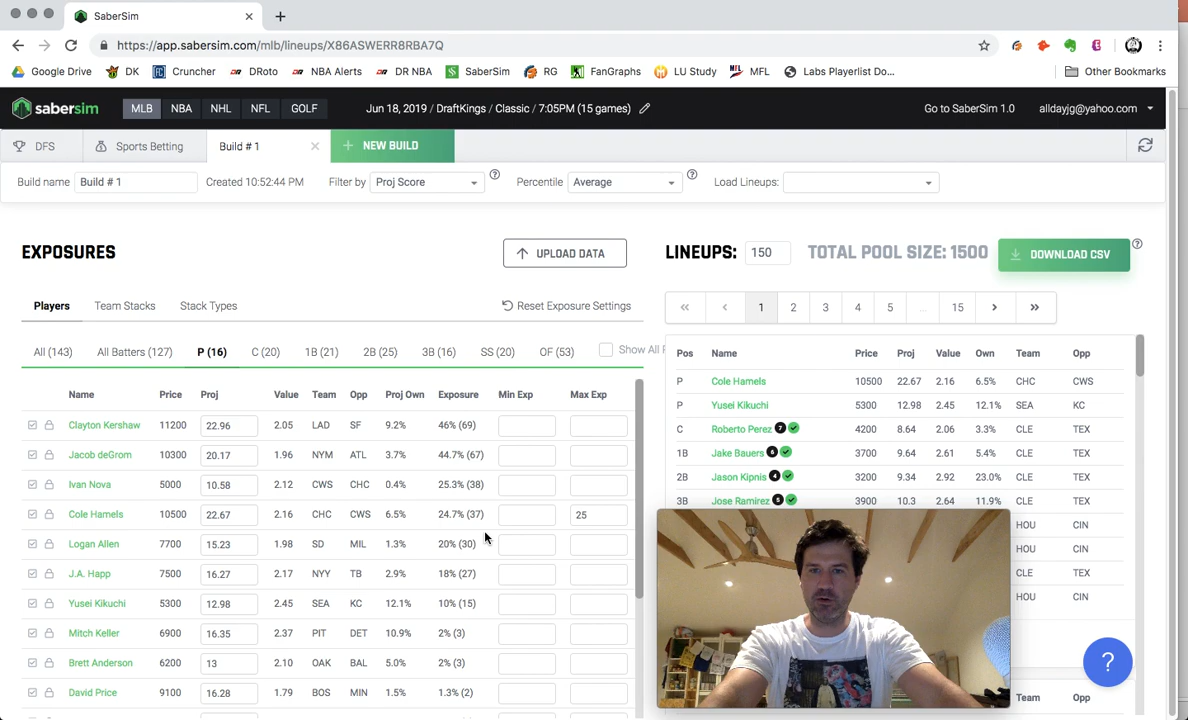 SaberSim
https://app.sabersim.com/mlb/lineups/X86ASWERR8RBA7Q
Google Drive DK Cruncher DRoto NBA Alerts DR NBA SaberSim RG FanGraphs LU Study MFL Labs Playerlist Do... Other Bookmarks
sabersim MLB NBA NHL NFL GOLF Jun 18, 2019 / DraftKings / Classic / 7:05PM (15 games) Go to SaberSim 1.0 alldayjg@yahoo.com
DFS Sports Betting Build # 1 NEW BUILD
Build name Build # 1 Created 10:52:44 PM Filter by Proj Score Percentile Average Load Lineups:
EXPOSURES UPLOAD DATA LINEUPS: 150 TOTAL POOL SIZE: 1500 DOWNLOAD CSV
Players Team Stacks Stack Types Reset Exposure Settings 1 2 3 4 5 ... 15
All (143) All Batters (127) P (16) C (20) 1B (21) 2B (25) 3B (16) SS (20) OF (53) Show All
Pos Name Price Proj Value Own Team Opp
Name Price Proj Value Team Opp Proj Own Exposure Min Exp Max Exp
P Cole Hamels 10500 22.67 2.16 6.5% CHC CWS
P Yusei Kikuchi 5300 12.98 2.45 12.1% SEA KC
Clayton Kershaw 11200 22.96 2.05 LAD SF 9.2% 46% (69)
C Roberto Perez 7 4200 8.64 2.06 3.3% CLE TEX
Jacob deGrom 10300 20.17 1.96 NYM ATL 3.7% 44.7% (67)
1B Jake Bauers 6 3700 9.64 2.61 5.4% CLE TEX
2B Jason Kipnis 4 3200 9.34 2.92 23.0% CLE TEX
Ivan Nova 5000 10.58 2.12 CWS CHC 0.4% 25.3% (38)
3B Jose Ramirez 5 3900 10.3 2.64 11.9% CLE TEX
Cole Hamels 10500 22.67 2.16 CHC CWS 6.5% 24.7% (37) 25
HOU CIN
Logan Allen 7700 15.23 1.98 SD MIL 1.3% 20% (30)
HOU CIN
J.A. Happ 7500 16.27 2.17 NYY TB 2.9% 18% (27)
CLE TEX
Yusei Kikuchi 5300 12.98 2.45 SEA KC 12.1% 10% (15)
HOU CIN
Mitch Keller 6900 16.35 2.37 PIT DET 10.9% 2% (3)
Brett Anderson 6200 13 2.10 OAK BAL 5.0% 2% (3)
?
David Price 9100 16.28 1.79 BOS MIN 1.5% 1.3% (2)
Team Opp